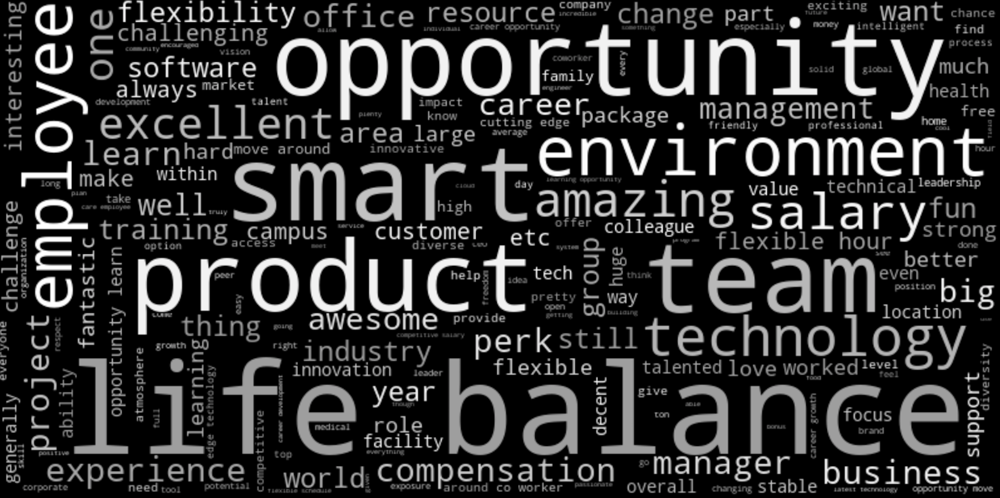 interesting
employee
one
flexibility
office
resource
company
incredible
change
part
exciting
future
want
chance
challenging
allow
individual
career opportunity
something
especially
money
intelligent
find
community
encouraged
vision
opportunity
process
software
coworker
every
family
engineer
solid
global
much
always
market
health
development
talent
impact
know
career
package
management
free
excellent
plenty
cutting edge
average
friendly
professional
home
cool
field
area
large
environment
hour
learn
hard
move around
innovative
smart
make
within
long
learning opportunity
cloud
day
amazing
value
technical
leadership
plan
take
care employee
well
truly
high
salary
fun
challenge
organization
training
campus
service
customer
offer
colleague
strong
etc
flexible hour
program
option
access
meet
diverse
CEO
system
done
fantastic
opportunity learn
product
peer
help
freedom
idea
tech
group
huge
think
team
see
better
even
position
big
easy
pretty
open
getting
way
building
location
come
project
respect
thing
going
awesome
provide
competitive salary
perk
still
technology
user
everyone
growth
learning
right
industry
atmosphere
life balance
ability
edge technology
innovation
leader
flexible
talented
love
worked
level
feel
food
diversity
support
generally
skill
full
career development
year
though
decent
give
able
ton
career growth
focus
brand
bonus
medical
role
facility
everything
competitive
top
positive
experience
world
given
compensation
go
manager
business
corporate
need
tool
potential
flexible schedule
exposure
around
co worker
passionate
overall
changing
stable
latest technology
opportunity move